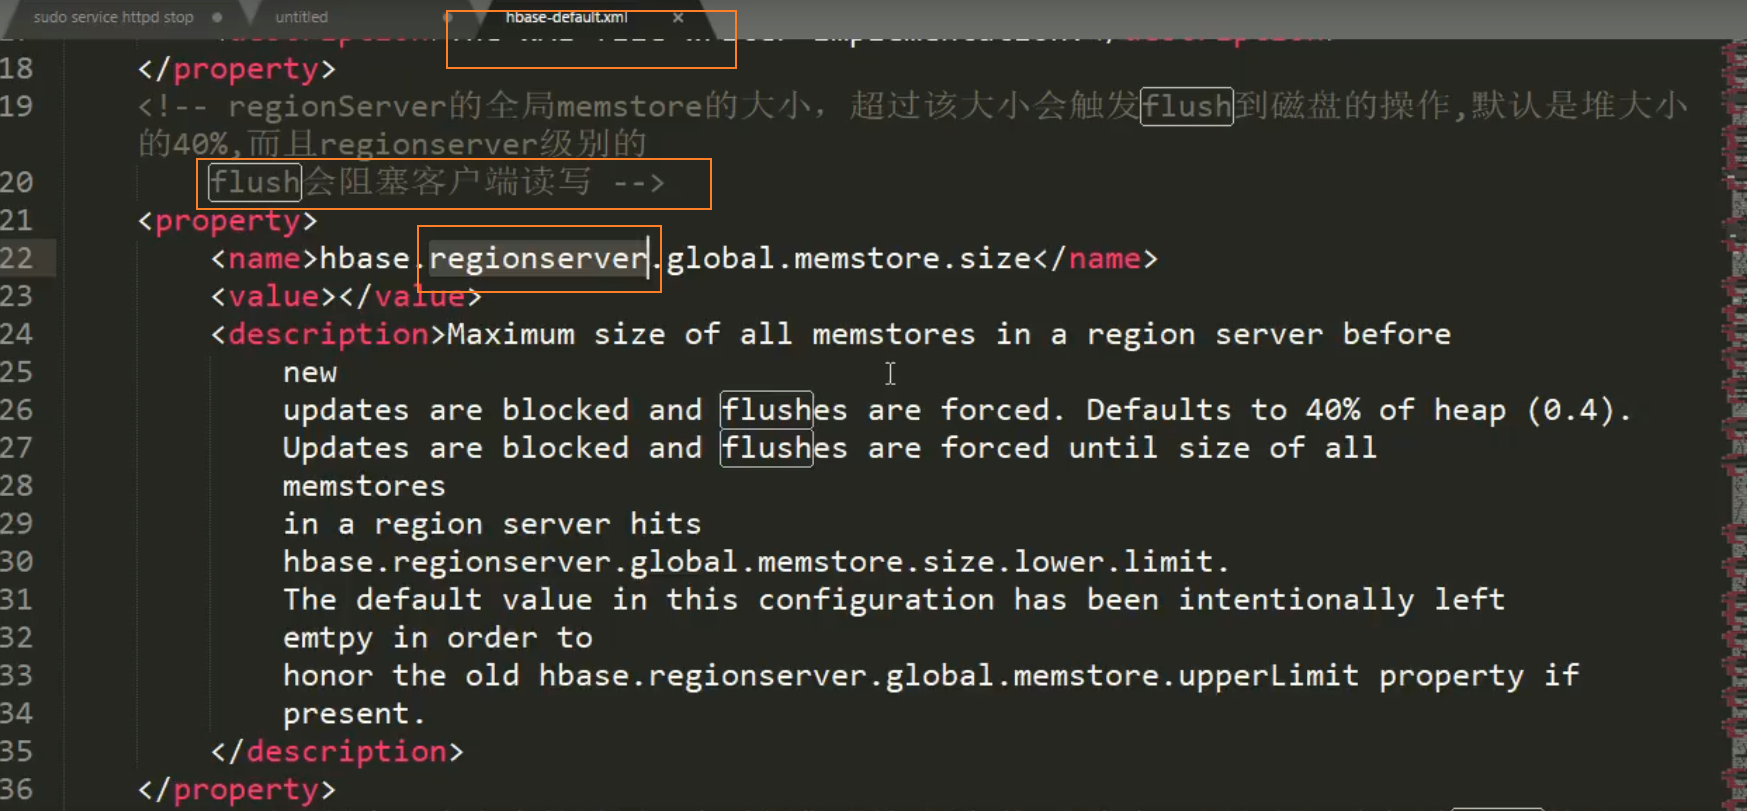 sudo service httpd stop
untitled
hbase-default.xml
18 </property>
19 <!-- regionServer的全局memstore的大小，超过该大小会触发flush到磁盘的操作,默认是堆大小
的40%,而且regionserver级别的
20 flush会阻塞客户端读写 -->
21 <property>
22 <name>hbase.regionserver.global.memstore.size</name>
23 <value></value>
24 <description>Maximum size of all memstores in a region server before
25 new
26 updates are blocked and flushes are forced. Defaults to 40% of heap (0.4).
27 Updates are blocked and flushes are forced until size of all
28 memstores
29 in a region server hits
30 hbase.regionserver.global.memstore.size.lower.limit.
31 The default value in this configuration has been intentionally left
32 emtpy in order to
33 honor the old hbase.regionserver.global.memstore.upperLimit property if
34 present.
35 </description>
36 </property>